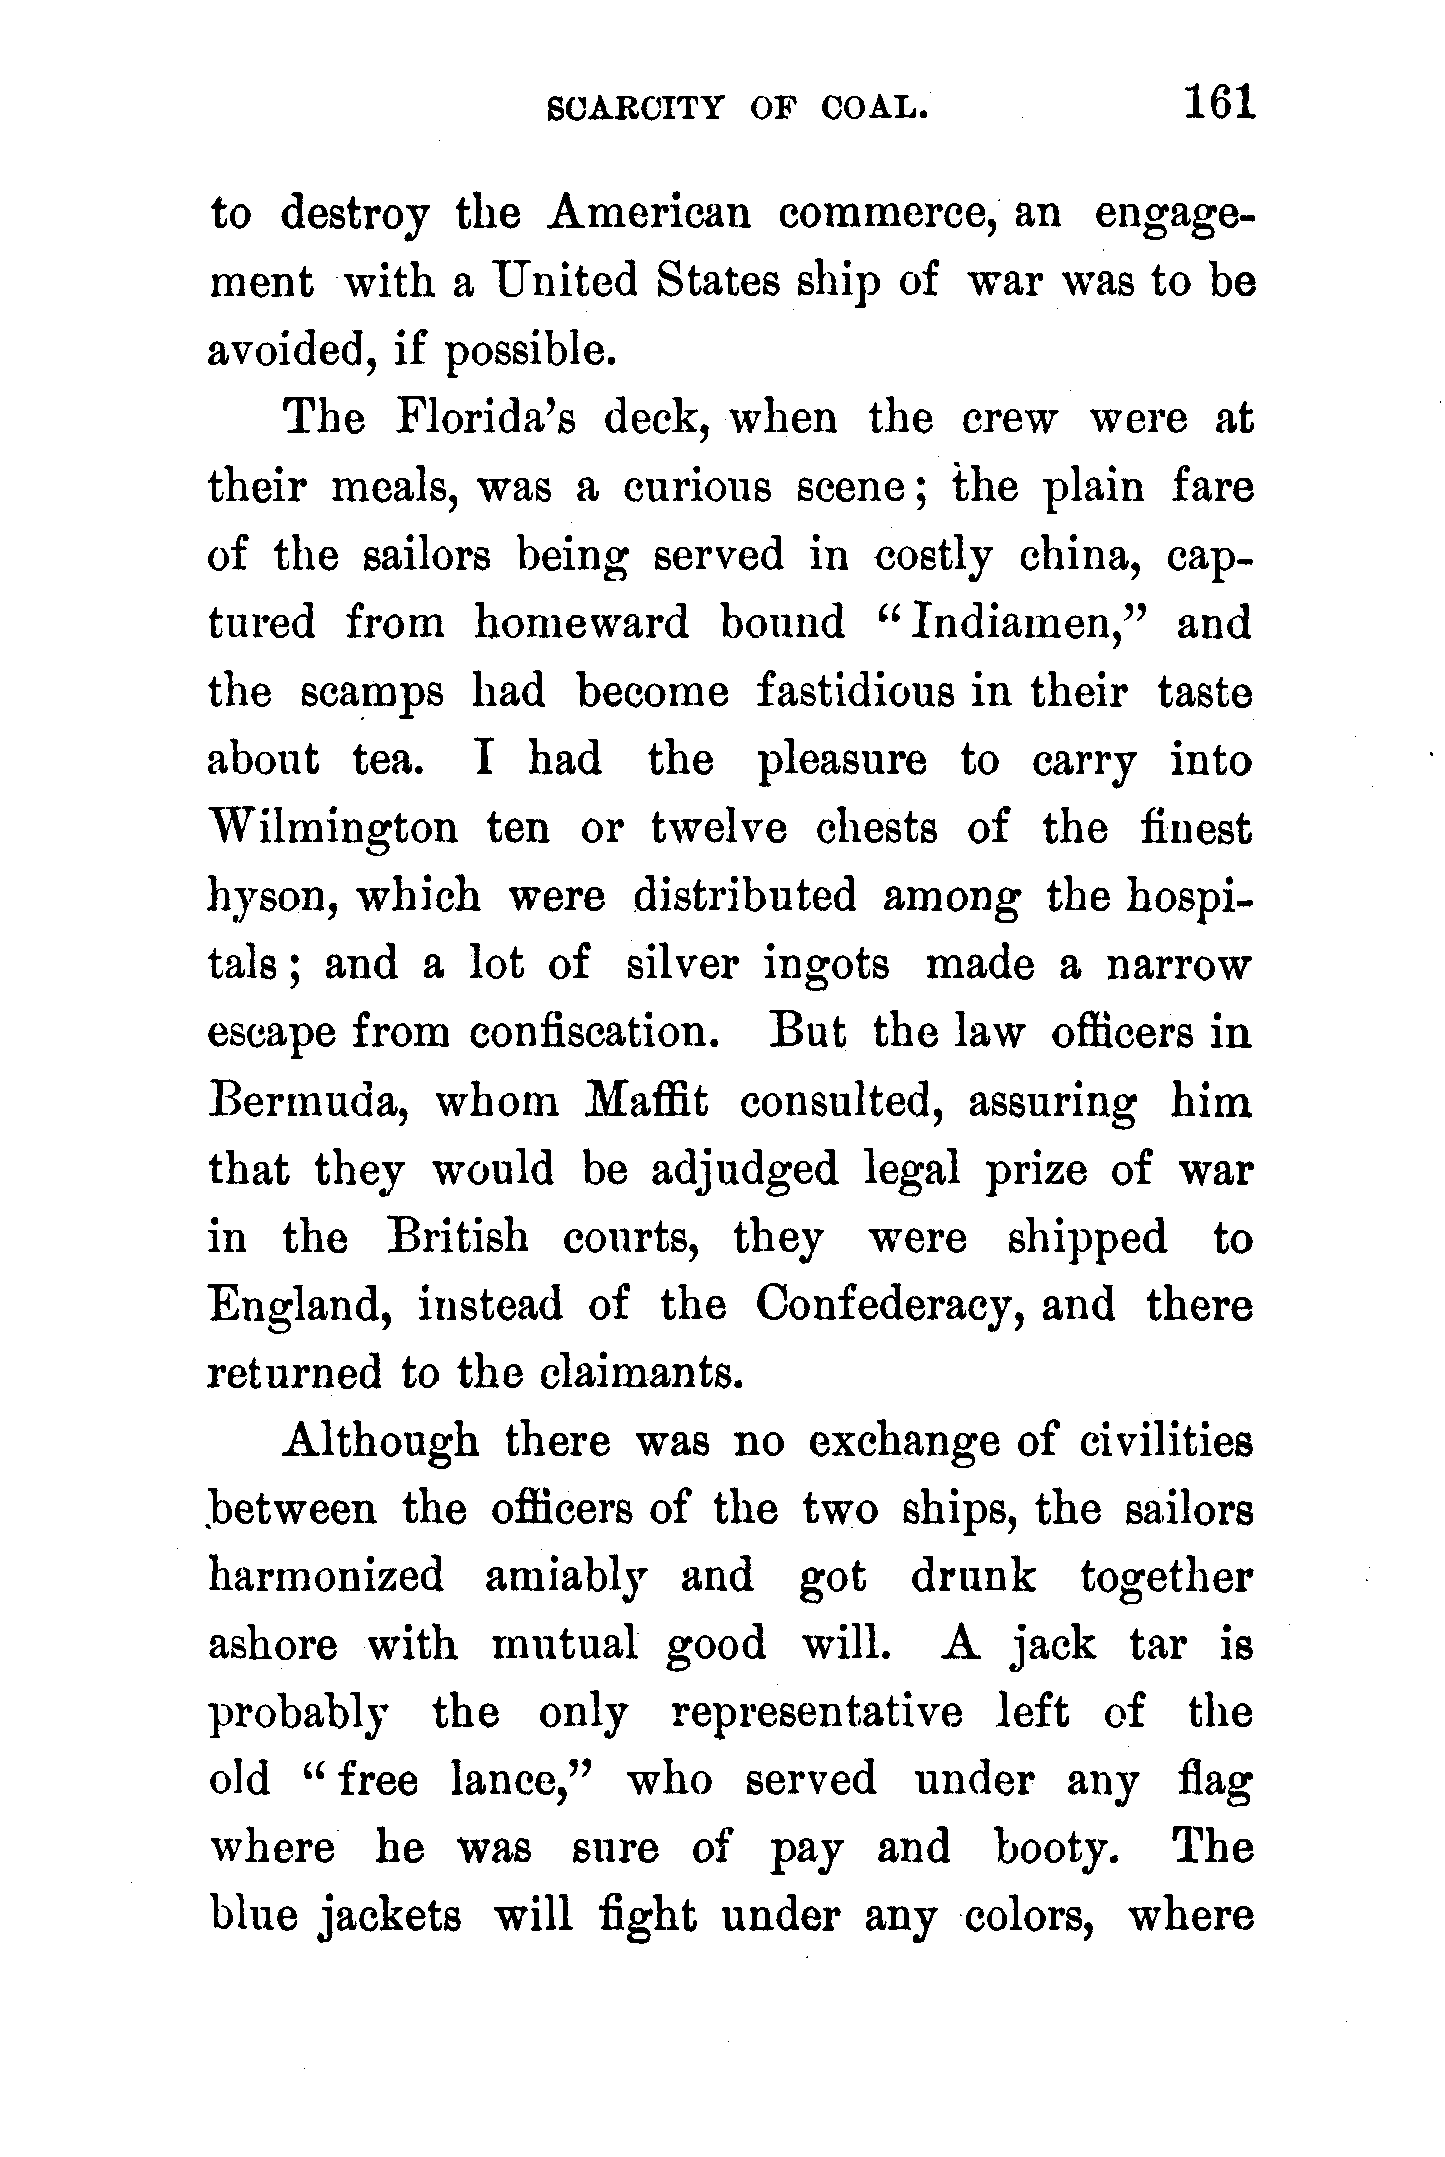 SCARCITY OF COAL. 161
to destroy the American commerce, an engage-
ment with a United States ship of war was to be
avoided, if possible.
The Florida's deck, when the crew were at
their meals, was a curious scene; the plain fare
of the sailors being served in costly china, cap-
tured from homeward bound "Indiamen," and
the scamps had become fastidious in their taste
about tea. I had the pleasure to carry into
Wilmington ten or twelve chests of the finest
hyson, which were distributed among the hospi-
tals; and a lot of silver ingots made a narrow
escape from confiscation. But the law officers in
Bermuda, whom Maffit consulted, assuring him
that they would be adjudged legal prize of war
in the British courts, they were shipped to
England, instead of the Confederacy, and there
returned to the claimants.
Although there was no exchange of civilities
between the officers of the two ships, the sailors
harmonized amiably and got drunk together
ashore with mutual good will. A jack tar is
probably the only representative left of the
old "free lance," who served under any flag
where he was sure of pay and booty. The
blue jackets will fight under any colors, where